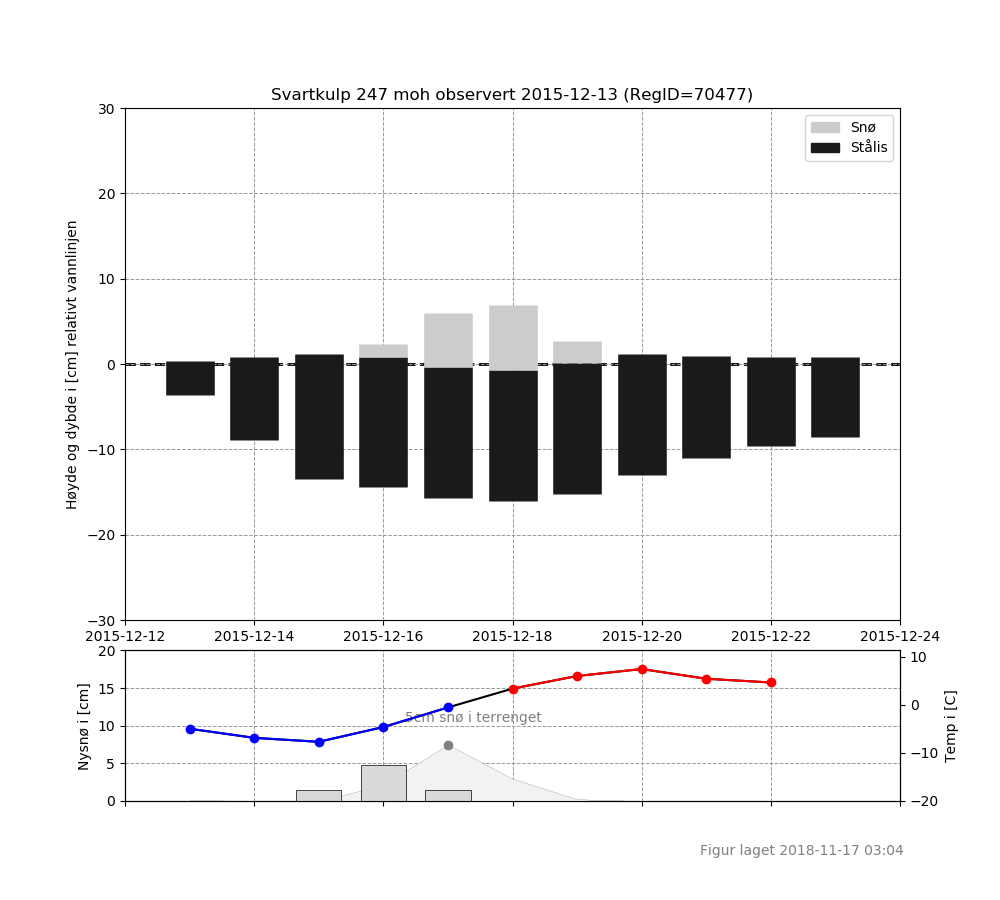 Svartkulp 247 moh observert 2015-12-13 (RegID=70477)
Snø
Stålis
Høyde og dybde i [cm] relativt vannlinjen
30
20
10
0
−10
−20
−30
2015-12-12 2015-12-14 2015-12-16 2015-12-18 2015-12-20 2015-12-22 2015-12-24
Nysnø i [cm]
20
15
10
5
0
5cm snø i terrenget
10
0
−10
−20
Temp i [C]
Figur laget 2018-11-17 03:04